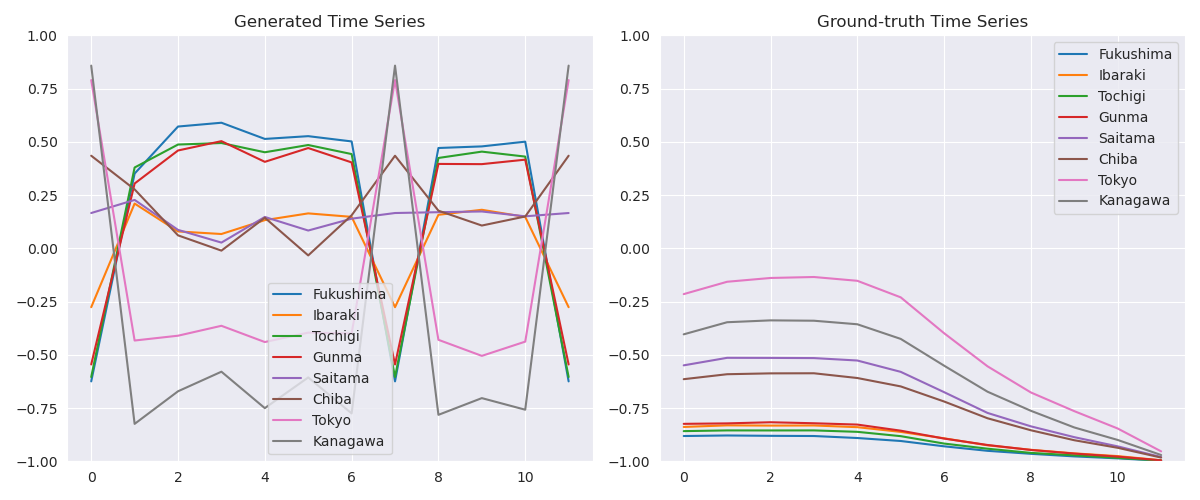 Generated Time Series
1.00
0.75
0.50
0.25
0.00
−0.25
−0.50
−0.75
−1.00
0 2 4 6 8 10
Fukushima
Ibaraki
Tochigi
Gunma
Saitama
Chiba
Tokyo
Kanagawa
Ground-truth Time Series
1.00
0.75
0.50
0.25
0.00
−0.25
−0.50
−0.75
−1.00
0 2 4 6 8 10
Fukushima
Ibaraki
Tochigi
Gunma
Saitama
Chiba
Tokyo
Kanagawa